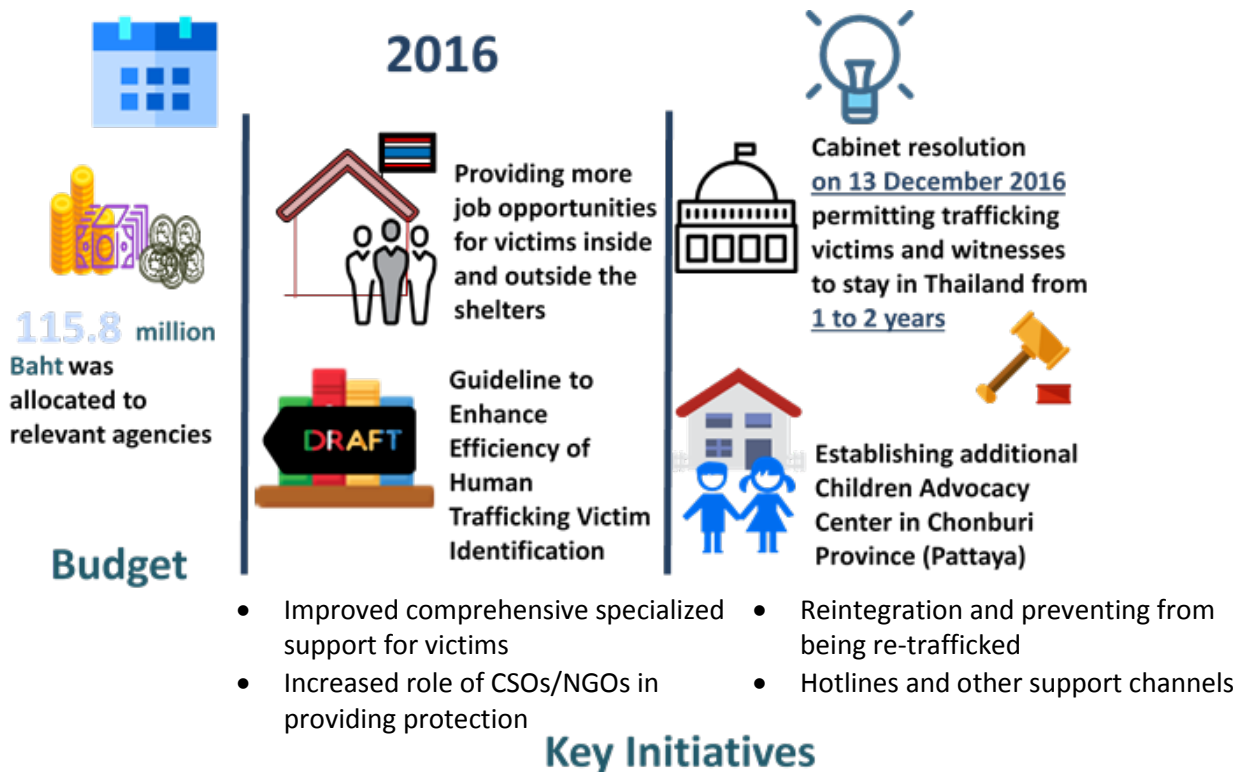 2016
115.8 million
Baht was
allocated to
relevant agencies
Budget
Providing more
job opportunities
for victims inside
and outside the
shelters
DRAFT
Guideline to
Enhance
Efficiency of
Human
Trafficking Victim
Identification
Cabinet resolution
on 13 December 2016
permitting trafficking
victims and witnesses
to stay in Thailand from
1 to 2 years
Establishing additional
Children Advocacy
Center in Chonburi
Province (Pattaya)
• Improved comprehensive specialized
support for victims
• Increased role of CSOs/NGOs in
providing protection
• Reintegration and preventing from
being re-trafficked
• Hotlines and other support channels
Key Initiatives